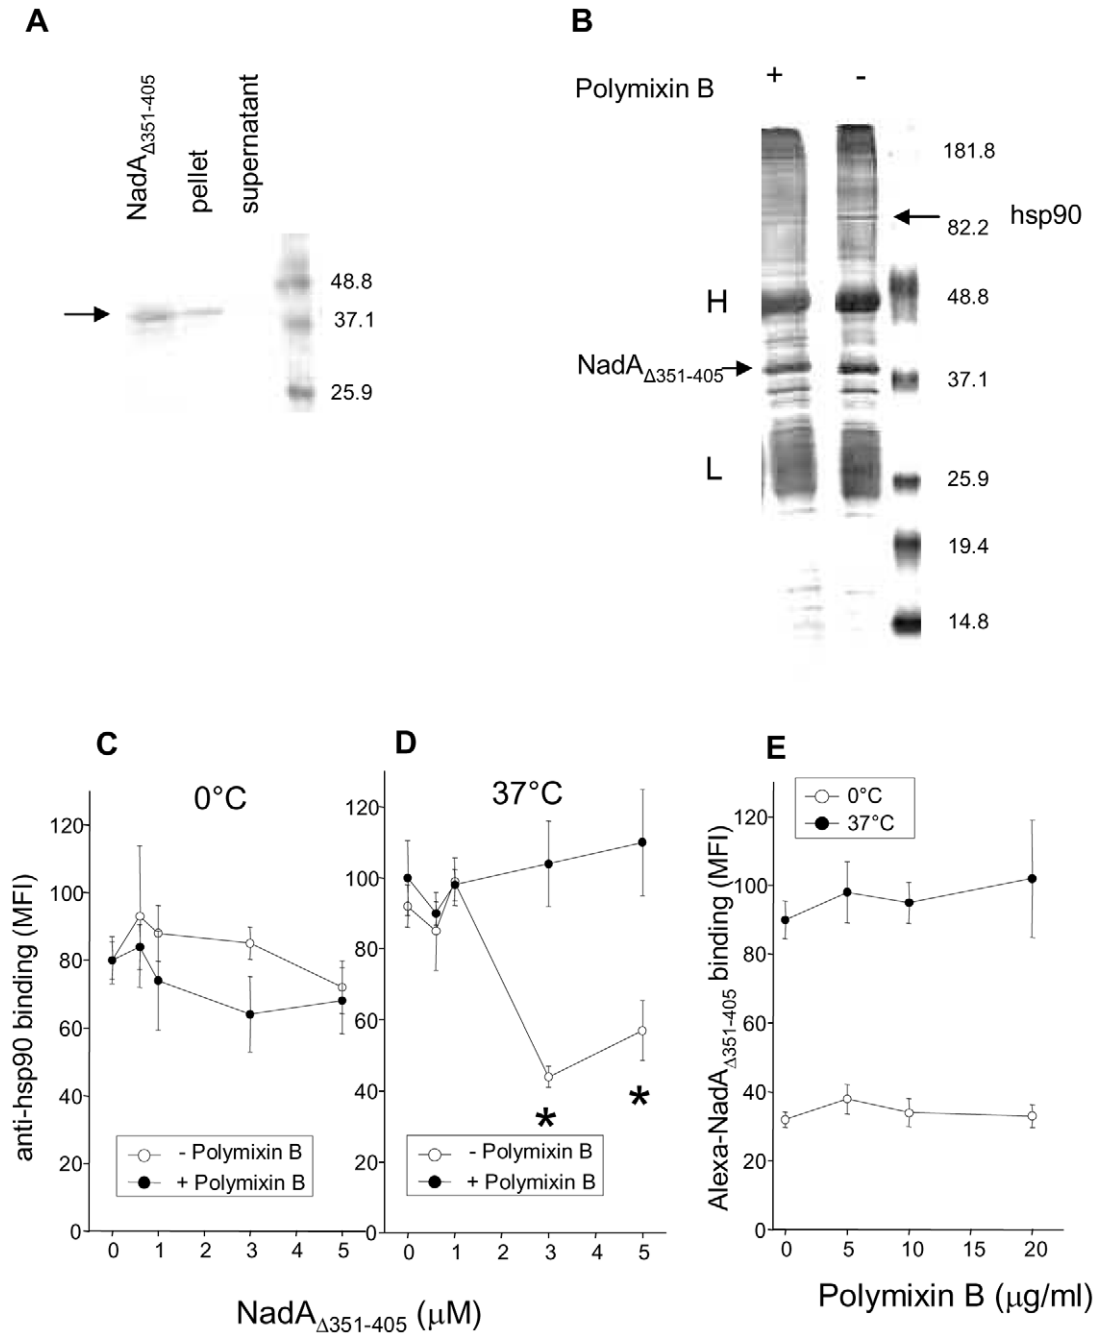 A
NadAΔ351-405
pellet
supernatant
48.8
37.1
25.9
B
Polymixin B + -
181.8
hsp90
82.2
H
48.8
NadAΔ351-405
37.1
L
25.9
19.4
14.8
C
0°C
anti-hsp90 binding (MFI)
120
100
80
60
40
20
0
- Polymixin B
+ Polymixin B
0 1 2 3 4 5
D
37°C
120
100
80
60
40
20
0
*
*
- Polymixin B
+ Polymixin B
0 1 2 3 4 5
NadAΔ351-405 (μM)
E
0°C
37°C
Alexa-NadAΔ351-405 binding (MFI)
120
100
80
60
40
20
0
0 5 10 15 20
Polymixin B (μg/ml)